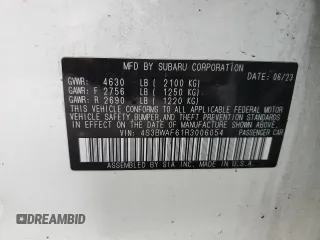 MFD BY SUBARU CORPORATION
DATE: 06/23
GVWR: 4630 LB ( 2100 KG)
GAWR: F 2756 LB ( 1250 KG)
GAWR: R 2690 LB ( 1220 KG)
THIS VEHICLE CONFORMS TO ALL APPLICABLE FEDERAL MOTOR
VEHICLE SAFETY, BUMPER, AND THEFT PREVENTION STANDARDS
IN EFFECT ON THE DATE OF MANUFACTURE SHOWN ABOVE.
VIN: 4S3BWAF61R3006054 PASSENGER CAR
ASSEMBLED BY SIA INC. MADE IN U.S.A.